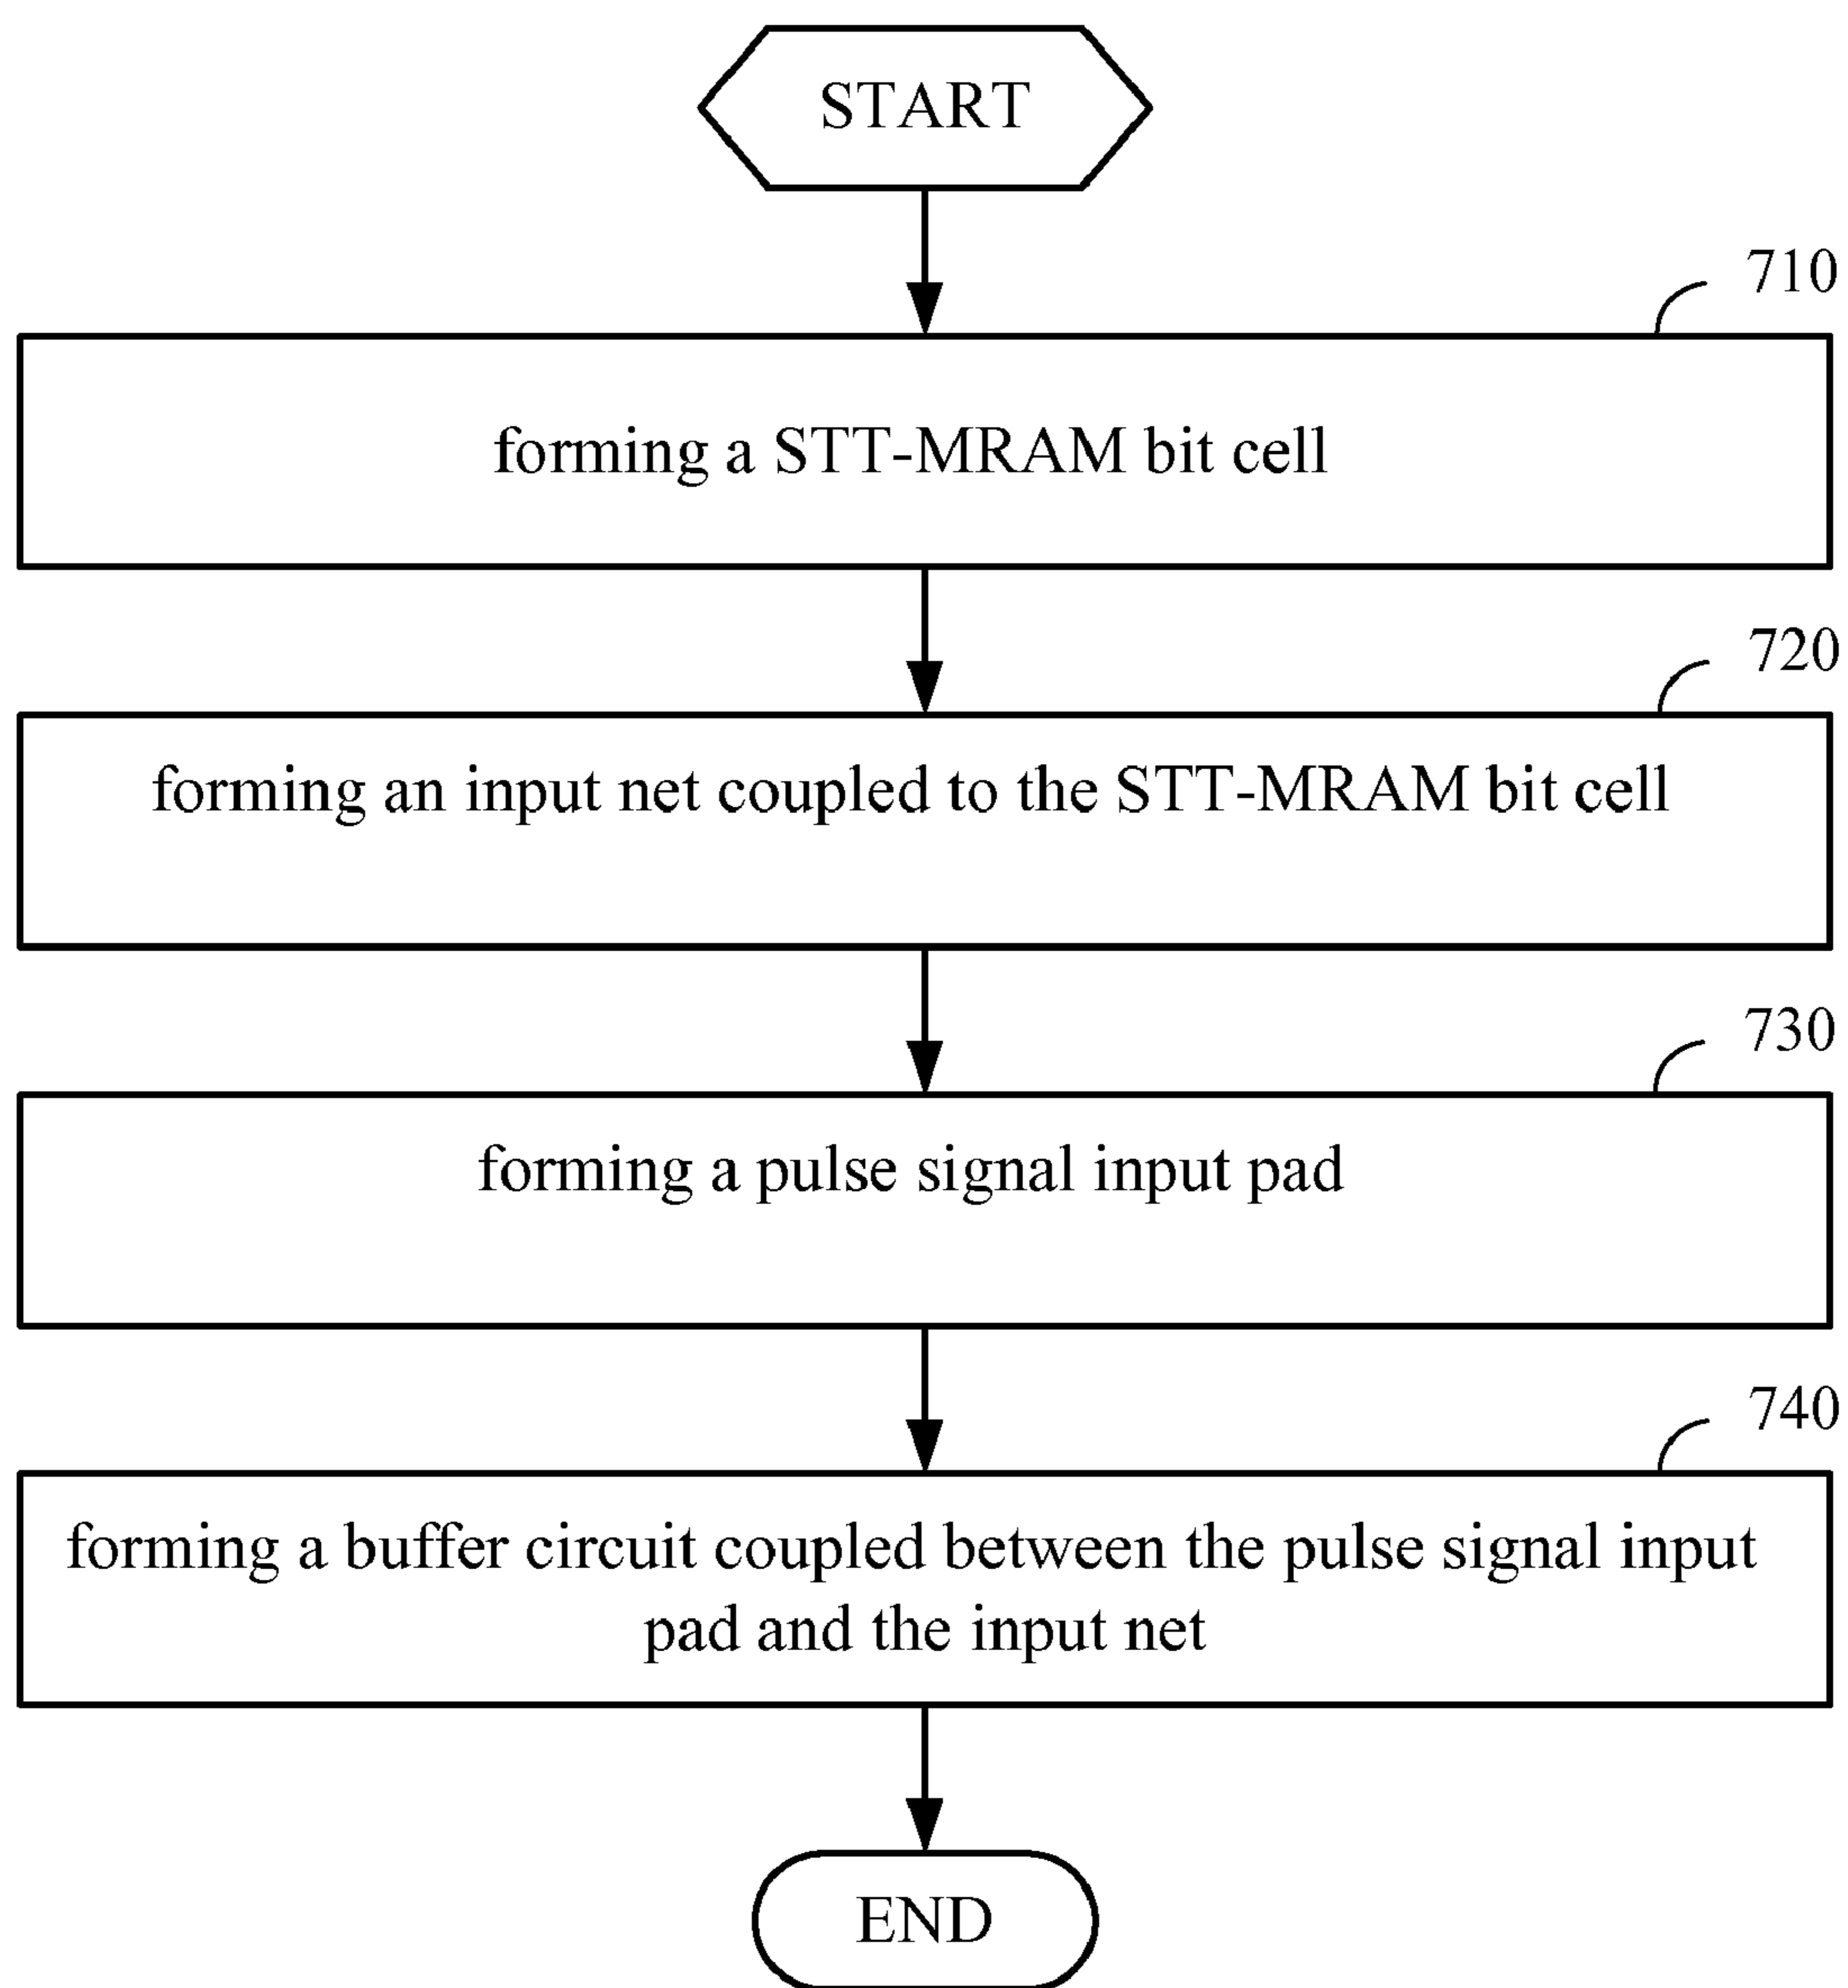 START
710
forming a STT-MRAM bit cell
720
forming an input net coupled to the STT-MRAM bit cell
730
forming a pulse signal input pad
740
forming a buffer circuit coupled between the pulse signal input
pad and the input net
END